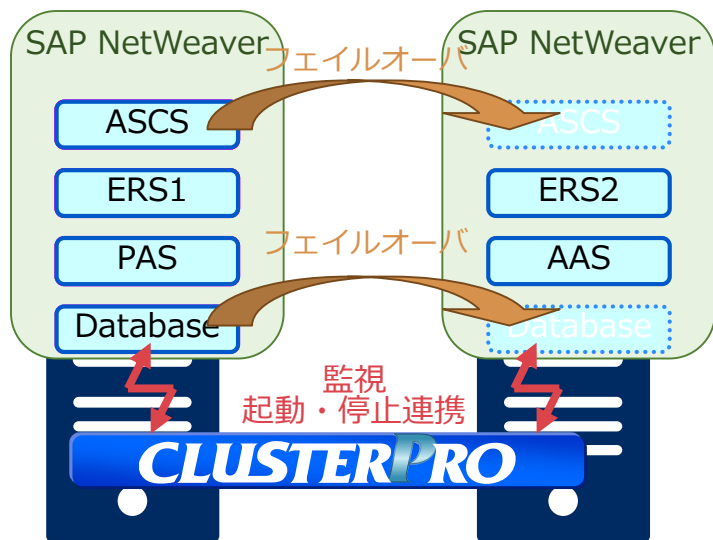 SAP NetWeaver
SAP NetWeaver
フェイルオーバ
ASCS
ASCS
ERS1
ERS2
フェイルオーバ
PAS
AAS
Database
Database
監視
起動・停止連携
CLUSTERPRO